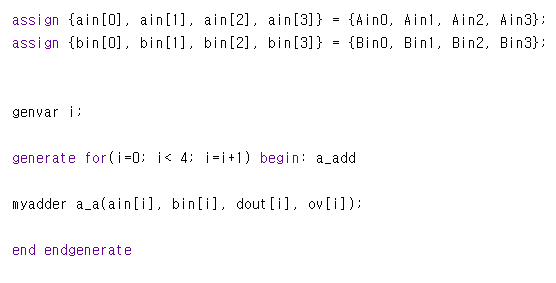 assign {ain[0], ain[1], ain[2], ain[3]} = {Ain0, Ain1, Ain2, Ain3};
assign {bin[0], bin[1], bin[2], bin[3]} = {Bin0, Bin1, Bin2, Bin3};
genvar i;
generate for(i=0; i< 4; i=i+1) begin: a_add
myadder a_a(ain[i], bin[i], dout[i], ov[i]);
end endgenerate